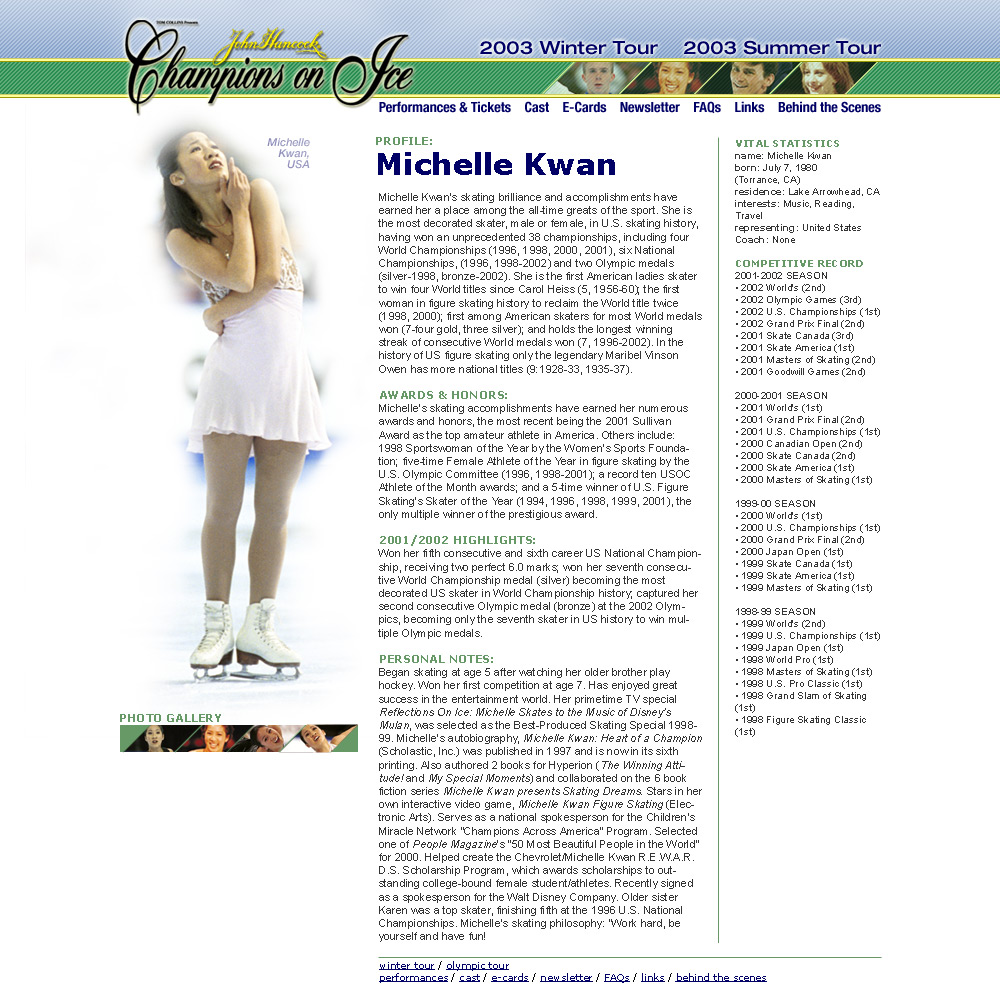 TOM COLLINS Presents
John Hancock
Champions on Ice
2003 Winter Tour 2003 Summer Tour
Performances & Tickets Cast E-Cards Newsletter FAQs Links Behind the Scenes
Michelle
Kwan,
USA
PHOTO GALLERY
PROFILE:
Michelle Kwan
Michelle Kwan's skating brilliance and accomplishments have
earned her a place among the all-time greats of the sport. She is
the most decorated skater, male or female, in U.S. skating history,
having won an unprecedented 38 championships, including four
World Championships (1996, 1998, 2000, 2001), six National
Championships, (1996, 1998-2002) and two Olympic medals
(silver-1998, bronze-2002). She is the first American ladies skater
to win four World titles since Carol Heiss (5, 1956-60); the first
woman in figure skating history to reclaim the World title twice
(1998, 2000); first among American skaters for most World medals
won (7-four gold, three silver); and holds the longest winning
streak of consecutive World medals won (7, 1996-2002). In the
history of US figure skating only the legendary Maribel Vinson
Owen has more national titles (9:1928-33, 1935-37).
AWARDS & HONORS:
Michelle's skating accomplishments have earned her numerous
awards and honors, the most recent being the 2001 Sullivan
Award as the top amateur athlete in America. Others include:
1998 Sportswoman of the Year by the Women's Sports Founda-
tion; five-time Female Athlete of the Year in figure skating by the
U.S. Olympic Committee (1996, 1998-2001); a record ten USOC
Athlete of the Month awards; and a 5-time winner of U.S. Figure
Skating's Skater of the Year (1994, 1996, 1998, 1999, 2001), the
only multiple winner of the prestigious award.
2001/2002 HIGHLIGHTS:
Won her fifth consecutive and sixth career US National Champion-
ship, receiving two perfect 6.0 marks; won her seventh consecu-
tive World Championship medal (silver) becoming the most
decorated US skater in World Championship history; captured her
second consecutive Olympic medal (bronze) at the 2002 Olym-
pics, becoming only the seventh skater in US history to win mul-
tiple Olympic medals.
PERSONAL NOTES:
Began skating at age 5 after watching her older brother play
hockey. Won her first competition at age 7. Has enjoyed great
success in the entertainment world. Her primetime TV special
Reflections On Ice: Michelle Skates to the Music of Disney's
Mulan, was selected as the Best-Produced Skating Special 1998-
99. Michelle's autobiography, Michelle Kwan: Heart of a Champion
(Scholastic, Inc.) was published in 1997 and is now in its sixth
printing. Also authored 2 books for Hyperion (The Winning Atti-
tude! and My Special Moments) and collaborated on the 6 book
fiction series Michelle Kwan presents Skating Dreams. Stars in her
own interactive video game, Michelle Kwan Figure Skating (Elec-
tronic Arts). Serves as a national spokesperson for the Children's
Miracle Network "Champions Across America" Program. Selected
one of People Magazine's "50 Most Beautiful People in the World"
for 2000. Helped create the Chevrolet/Michelle Kwan R.E.W.A.R.
D.S. Scholarship Program, which awards scholarships to out-
standing college-bound female student/athletes. Recently signed
as a spokesperson for the Walt Disney Company. Older sister
Karen was a top skater, finishing fifth at the 1996 U.S. National
Championships. Michelle's skating philosophy: 'Work hard, be
yourself and have fun!
VITAL STATISTICS
name: Michelle Kwan
born: July 7, 1980
(Torrance, CA)
residence: Lake Arrowhead, CA
interests: Music, Reading,
Travel
representing: United States
Coach: None
COMPETITIVE RECORD
2001-2002 SEASON
• 2002 World's (2nd)
• 2002 Olympic Games (3rd)
• 2002 U.S. Championships (1st)
• 2002 Grand Prix Final (2nd)
• 2001 Skate Canada (3rd)
• 2001 Skate America (1st)
• 2001 Masters of Skating (2nd)
• 2001 Goodwill Games (2nd)
2000-2001 SEASON
• 2001 World's (1st)
• 2001 Grand Prix Final (2nd)
• 2001 U.S. Championships (1st)
• 2000 Canadian Open (2nd)
• 2000 Skate Canada (2nd)
• 2000 Skate America (1st)
• 2000 Masters of Skating (1st)
1999-00 SEASON
• 2000 World's (1st)
• 2000 U.S. Championships (1st)
• 2000 Grand Prix Final (2nd)
• 2000 Japan Open (1st)
• 1999 Skate Canada (1st)
• 1999 Skate America (1st)
• 1999 Masters of Skating (1st)
1998-99 SEASON
• 1999 World's (2nd)
• 1999 U.S. Championships (1st)
• 1999 Japan Open (1st)
• 1998 World Pro (1st)
• 1998 Masters of Skating (1st)
• 1998 U.S. Pro Classic (1st)
• 1998 Grand Slam of Skating
(1st)
• 1998 Figure Skating Classic
(1st)
winter tour / olympic tour
performances / cast / e-cards / newsletter / FAQs / links / behind the scenes